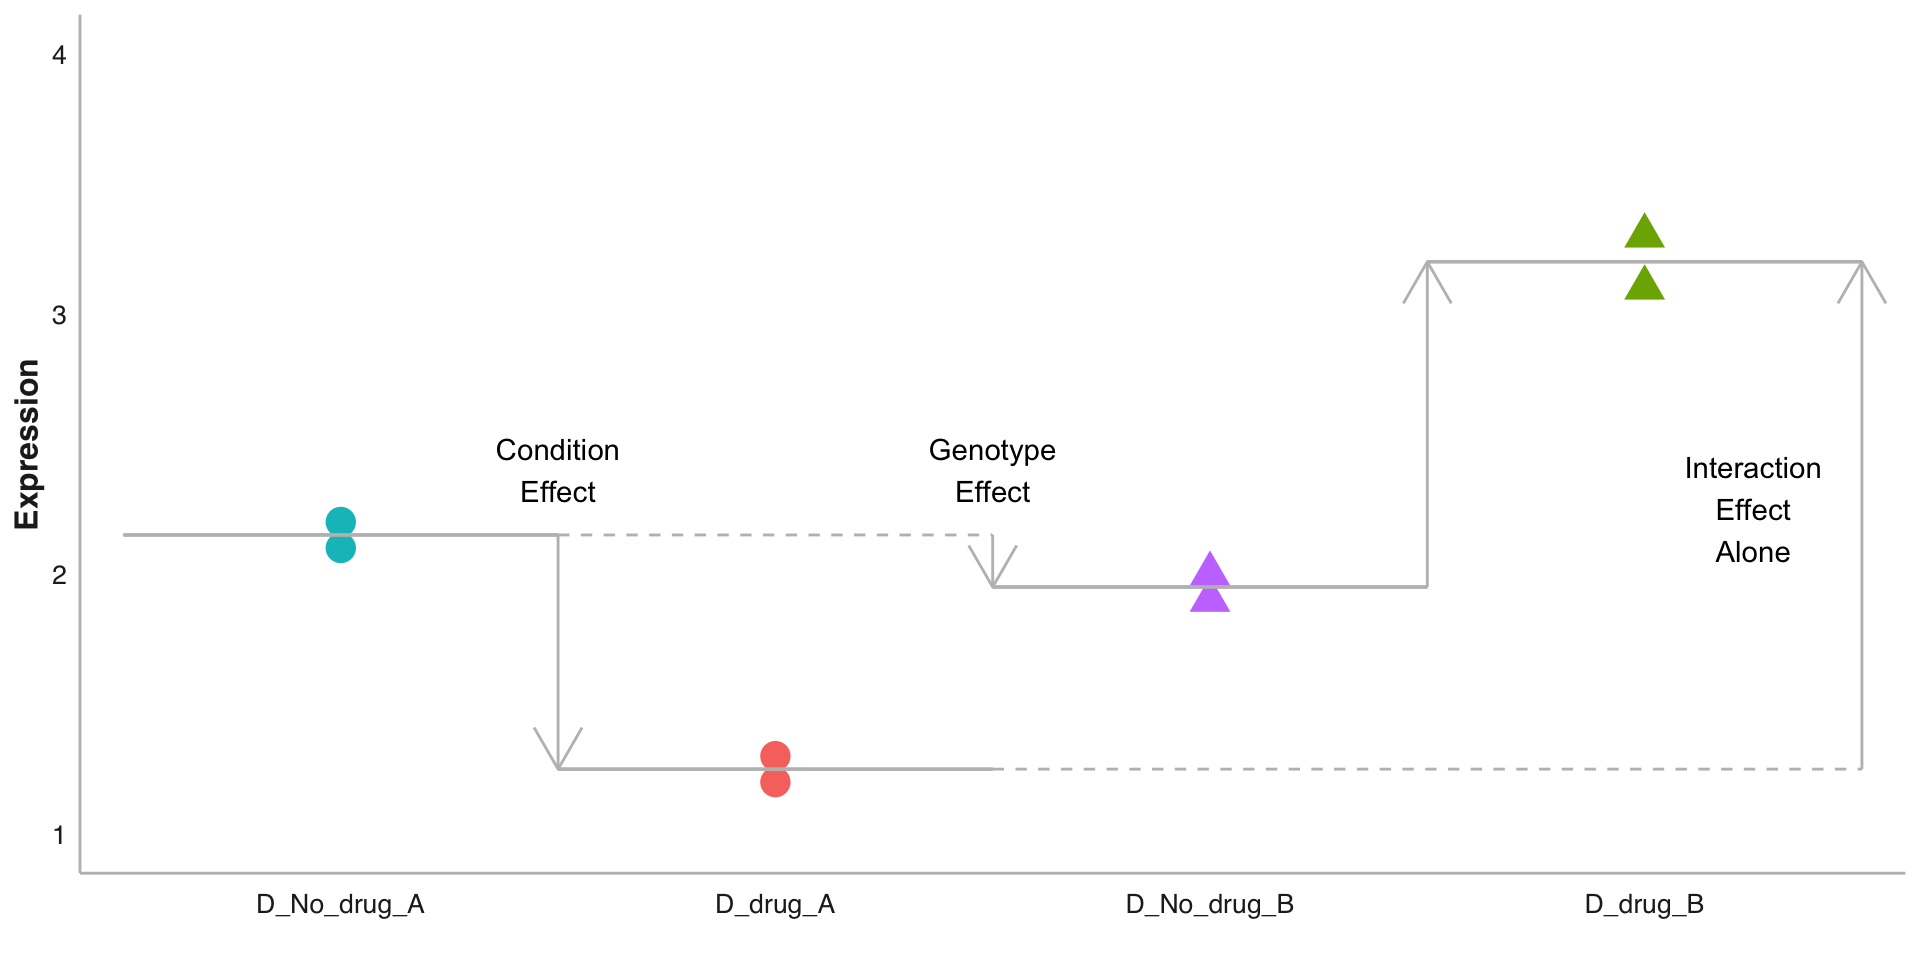 4
3
2
1
Expression
Condition
Effect
Genotype
Effect
Interaction
Effect
Alone
D_No_drug_A
D_drug_A
D_No_drug_B
D_drug_B